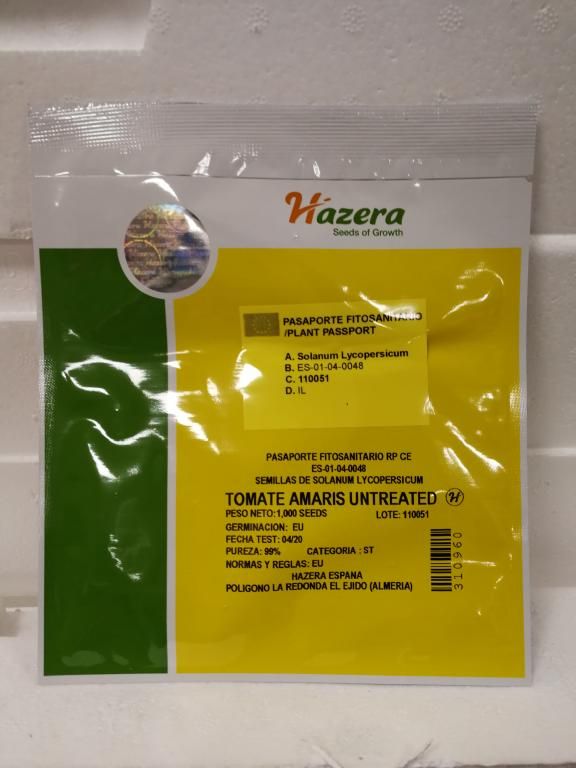 Hazera
Seeds of Growth
PASAPORTE FITOSANITARIO
/PLANT PASSPORT
A. Solanum Lycopersicum
B. ES-01-04-0048
C. 110051
D. IL
PASAPORTE FITOSANITARIO RP CE
ES-01-04-0048
SEMILLAS DE SOLANUM LYCOPERSICUM
TOMATE AMARIS UNTREATED H
PESO NETO:1,000 SEEDS LOTE: 110051
GERMINACION: EU
FECHA TEST: 04/20
PUREZA: 99% CATEGORIA : ST
NORMAS Y REGLAS: EU
HAZERA ESPANA
POLIGONO LA REDONDA EL EJIDO (ALMERIA)
310960